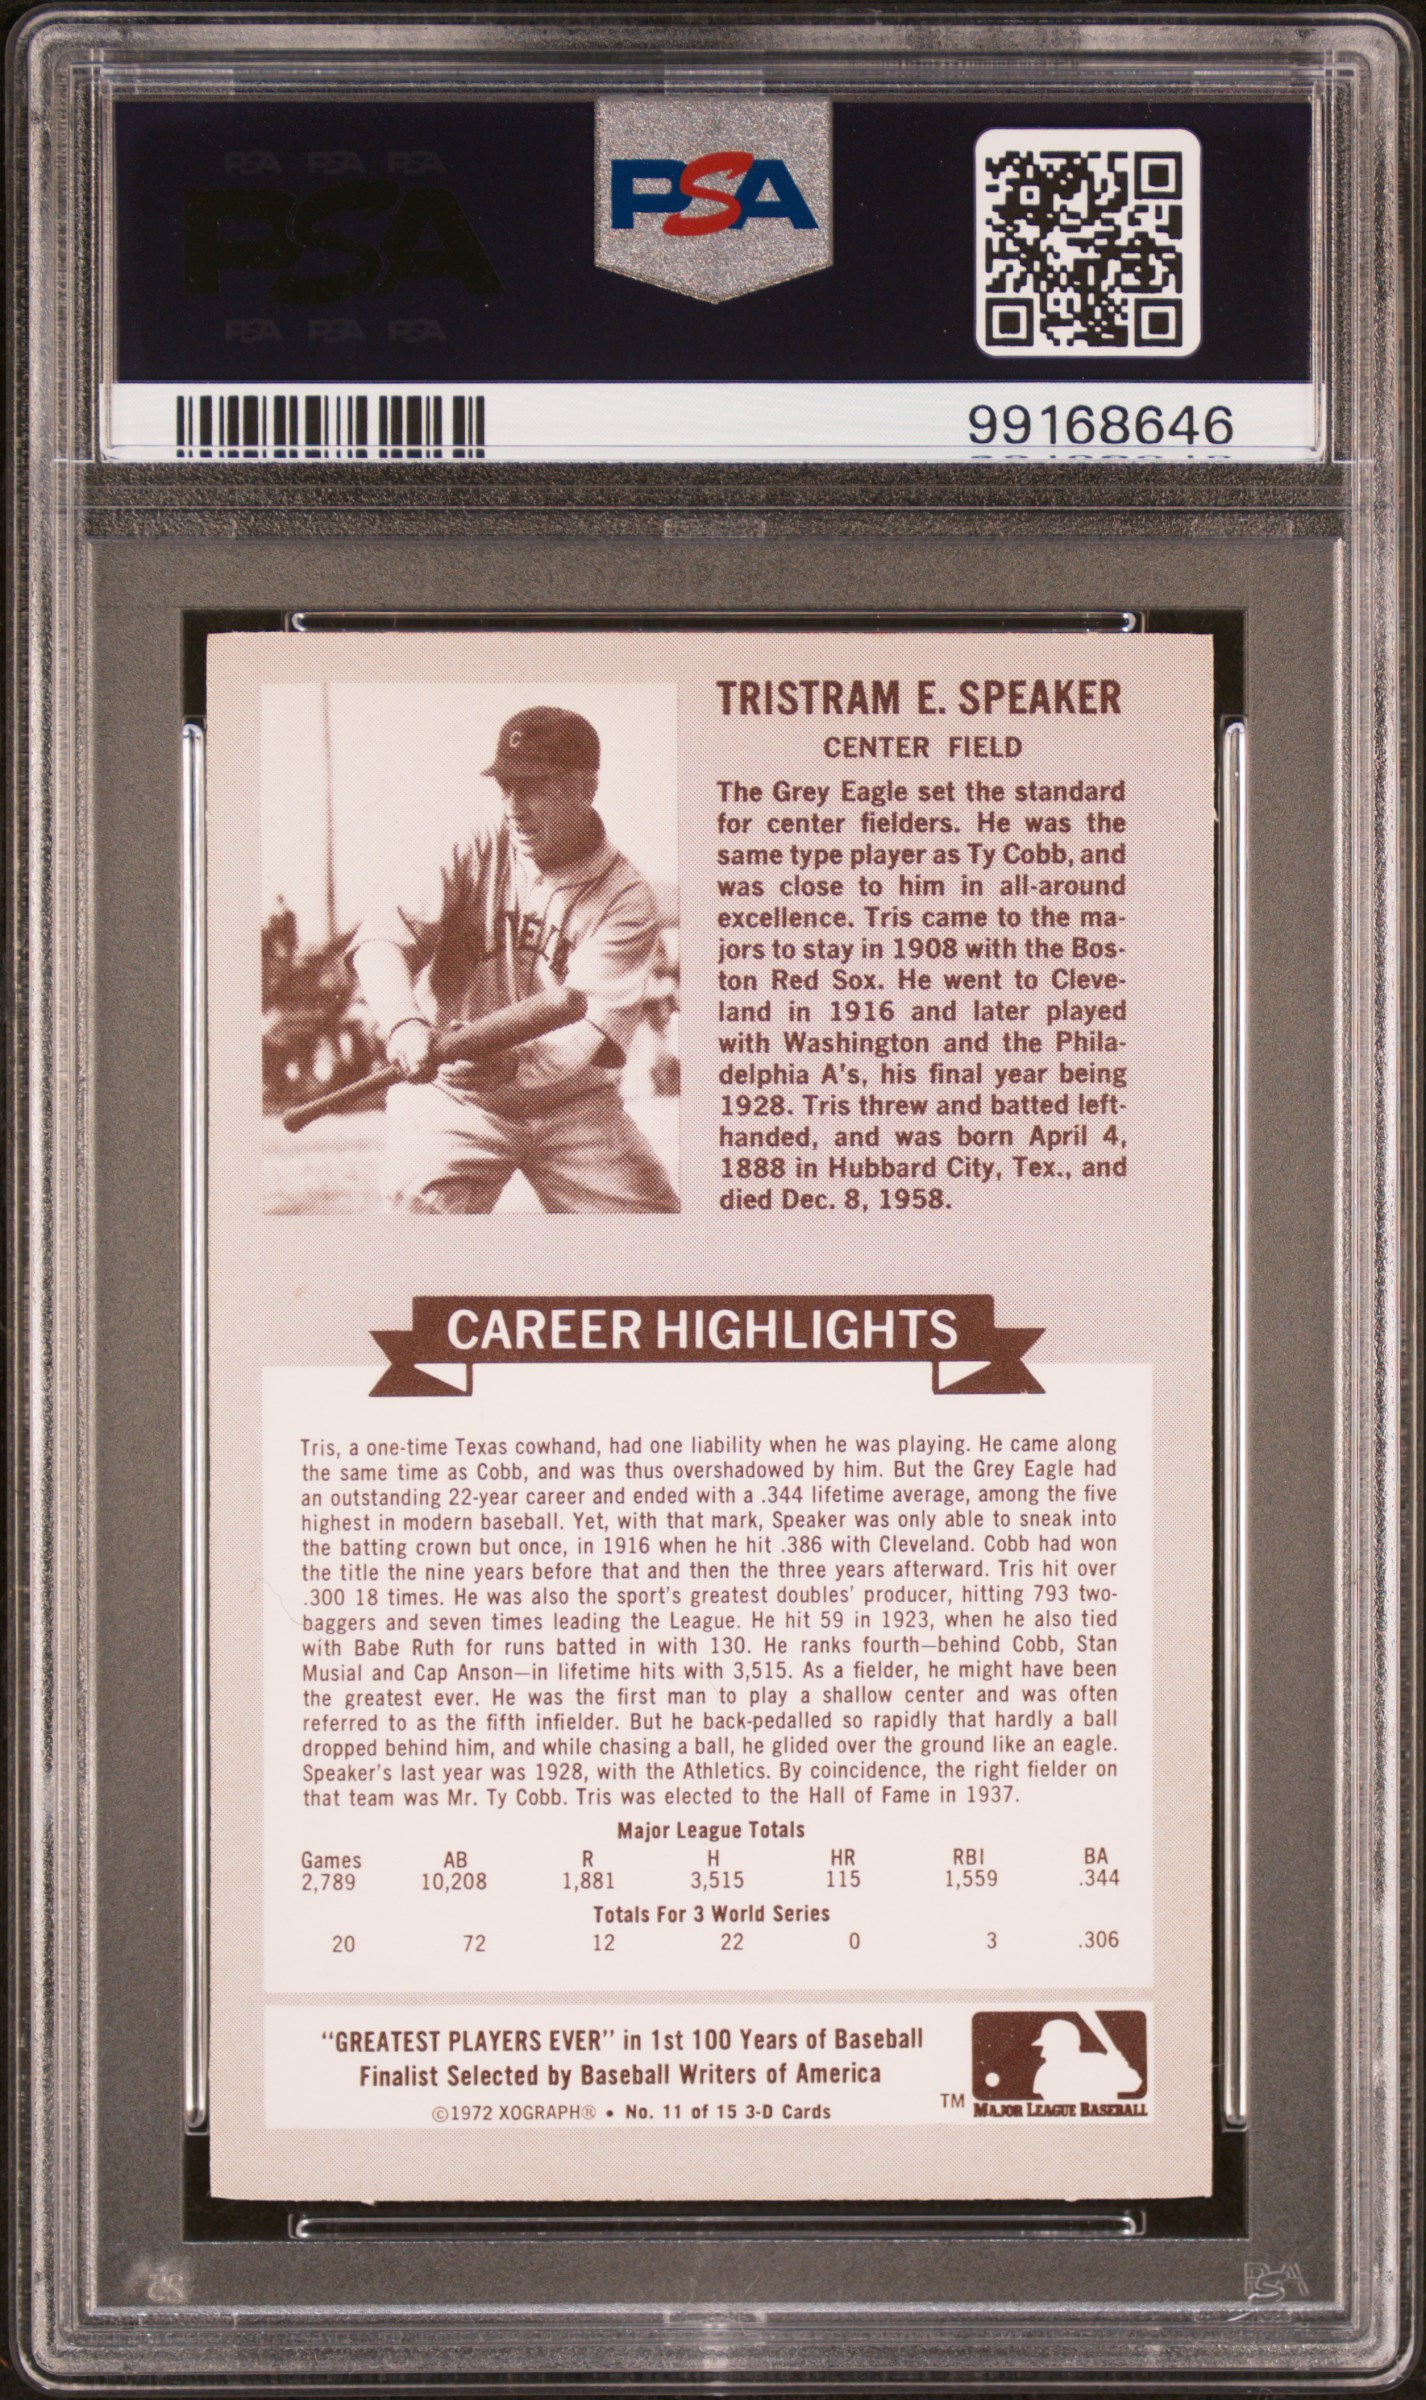 PSA PSA PSA
PSA
PSA PSA PSA
PSA
99168646
TRISTRAM E. SPEAKER
CENTER FIELD
The Grey Eagle set the standard
for center fielders. He was the
same type player as Ty Cobb, and
was close to him in all-around
excellence. Tris came to the ma-
jors to stay in 1908 with the Bos-
ton Red Sox. He went to Cleve-
land in 1916 and later played
with Washington and the Phila-
delphia A's, his final year being
1928. Tris threw and batted left-
handed, and was born April 4,
1888 in Hubbard City, Tex., and
died Dec. 8, 1958.
C
CAREER HIGHLIGHTS
Tris, a one-time Texas cowhand, had one liability when he was playing. He came along
the same time as Cobb, and was thus overshadowed by him. But the Grey Eagle had
an outstanding 22-year career and ended with a .344 lifetime average, among the five
highest in modern baseball. Yet, with that mark, Speaker was only able to sneak into
the batting crown but once, in 1916 when he hit .386 with Cleveland. Cobb had won
the title the nine years before that and then the three years afterward. Tris hit over
.300 18 times. He was also the sport's greatest doubles' producer, hitting 793 two-
baggers and seven times leading the League. He hit 59 in 1923, when he also tied
with Babe Ruth for runs batted in with 130. He ranks fourth—behind Cobb, Stan
Musial and Cap Anson—in lifetime hits with 3,515. As a fielder, he might have been
the greatest ever. He was the first man to play a shallow center and was often
referred to as the fifth infielder. But he back-pedalled so rapidly that hardly a ball
dropped behind him, and while chasing a ball, he glided over the ground like an eagle.
Speaker's last year was 1928, with the Athletics. By coincidence, the right fielder on
that team was Mr. Ty Cobb. Tris was elected to the Hall of Fame in 1937.
Major League Totals
Games AB R H HR RBI BA
2,789 10,208 1,881 3,515 115 1,559 .344
Totals For 3 World Series
20 72 12 22 0 3 .306
"GREATEST PLAYERS EVER" in 1st 100 Years of Baseball
Finalist Selected by Baseball Writers of America
©1972 XOGRAPH® • No. 11 of 15 3-D Cards
TM MAJOR LEAGUE BASEBALL
PSA